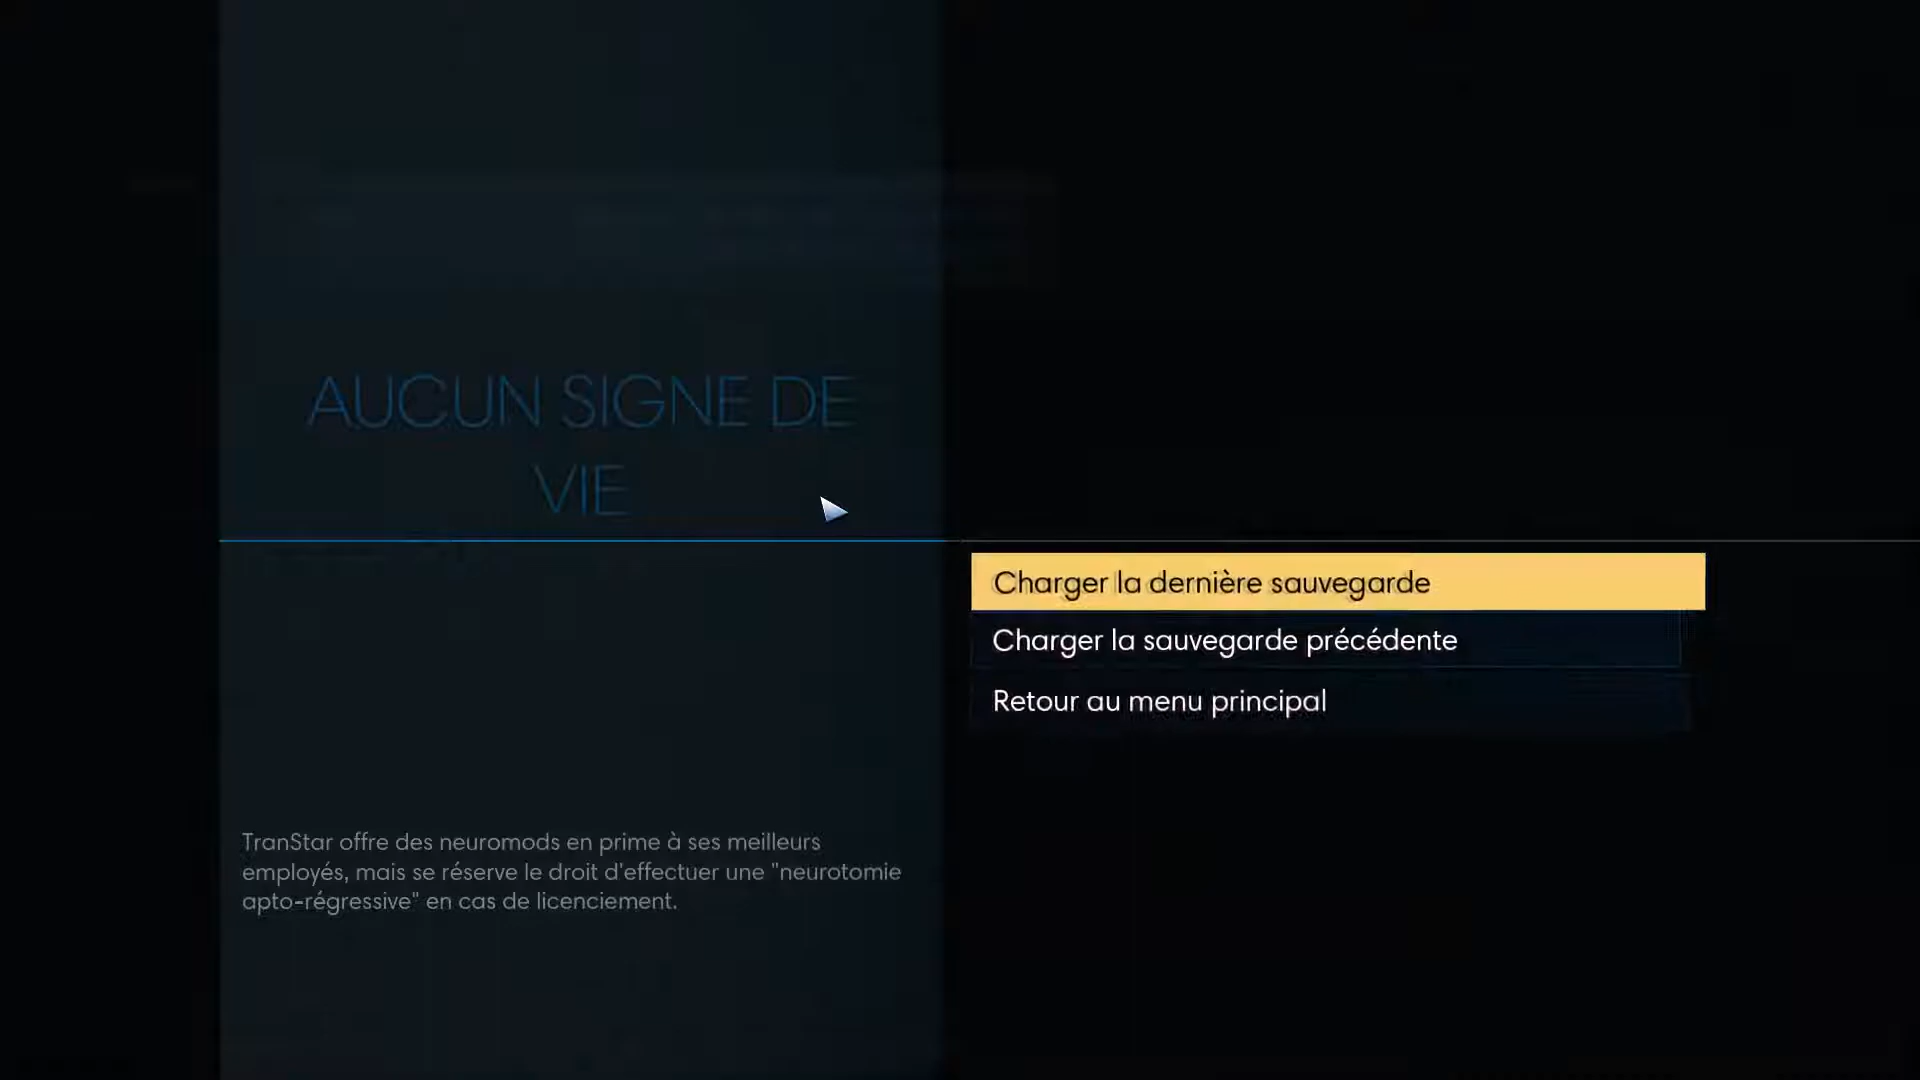 AUCUN SIGNE DE
VIE
Charger la dernière sauvegarde
Charger la sauvegarde précédente
Retour au menu principal
TranStar offre des neuromods en prime à ses meilleurs
employés, mais se réserve le droit d'effectuer une "neurotomie
apto-régressive" en cas de licenciement.